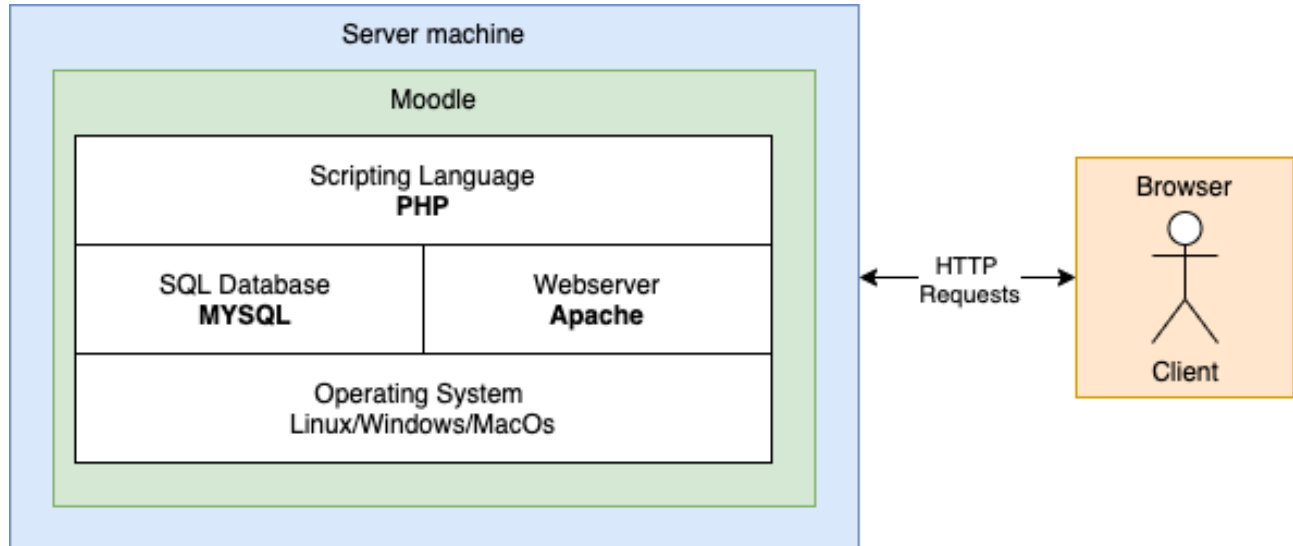 Server machine
Moodle
Scripting Language
PHP
SQL Database
MYSQL
Webserver
Apache
Operating System
Linux/Windows/MacOs
HTTP
Requests
Browser
Client